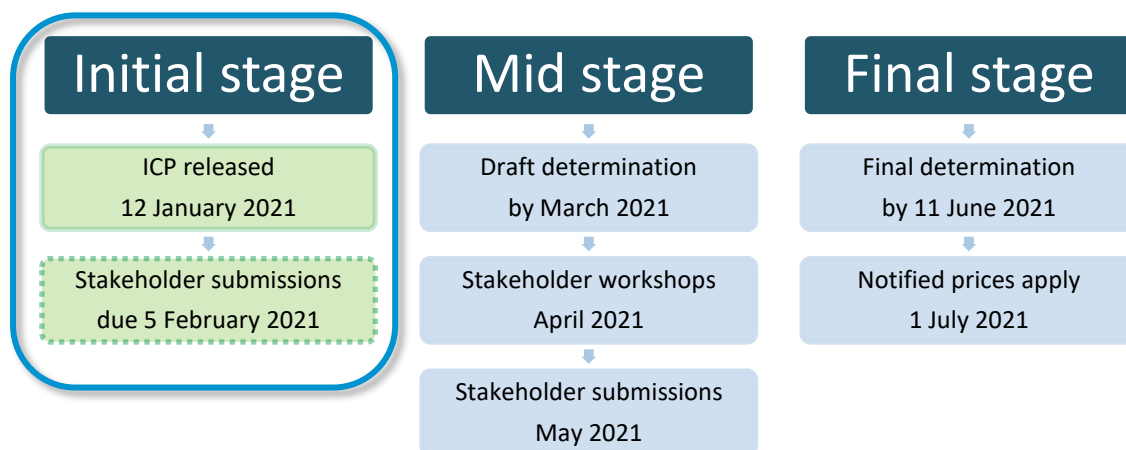 Initial stage
ICP released
12 January 2021
Stakeholder submissions
due 5 February 2021
Mid stage
Draft determination
by March 2021
Stakeholder workshops
April 2021
Stakeholder submissions
May 2021
Final stage
Final determination
by 11 June 2021
Notified prices apply
1 July 2021